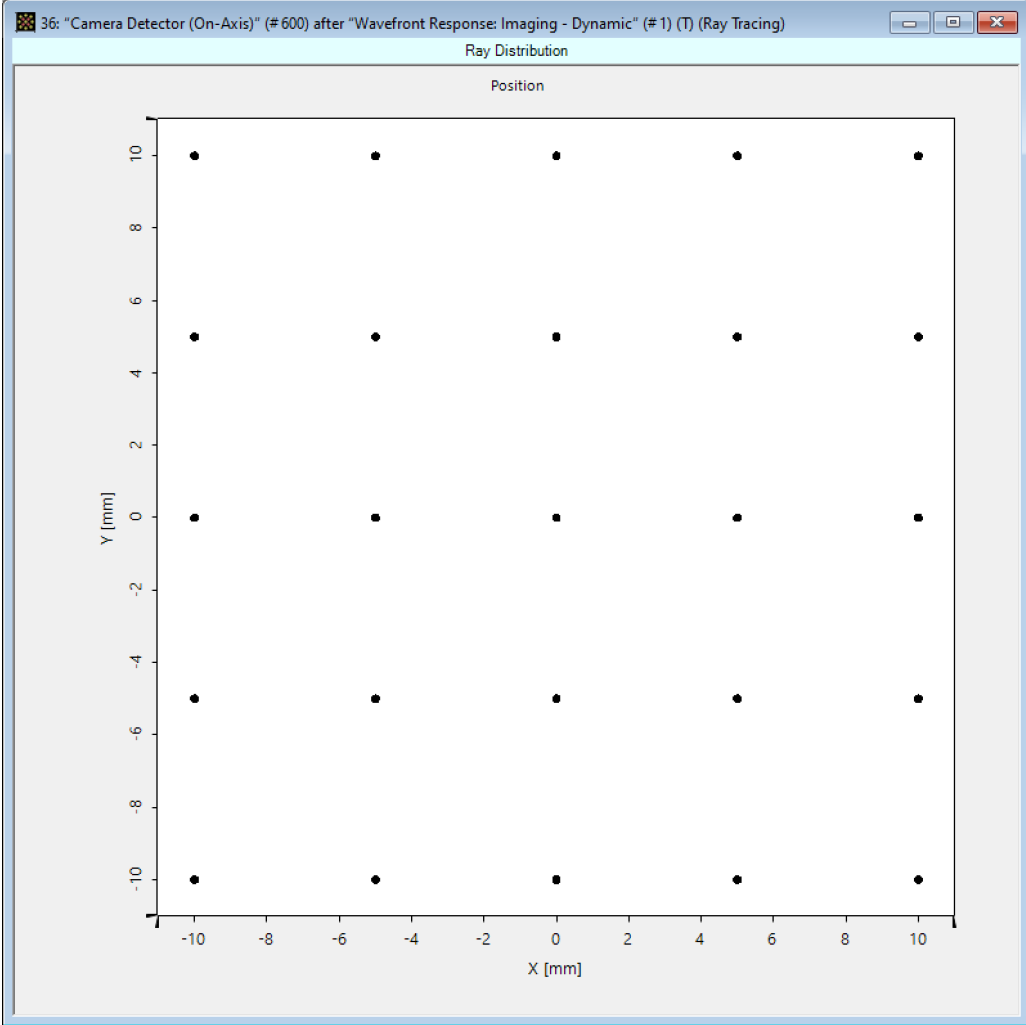 36: "Camera Detector (On-Axis)" (# 600) after "Wavefront Response: Imaging - Dynamic" (# 1) (T) (Ray Tracing)
Ray Distribution
Position
10
8
6
4
2
0
-2
-4
-6
-8
-10
Y [mm]
-10 -8 -6 -4 -2 0 2 4 6 8 10
X [mm]